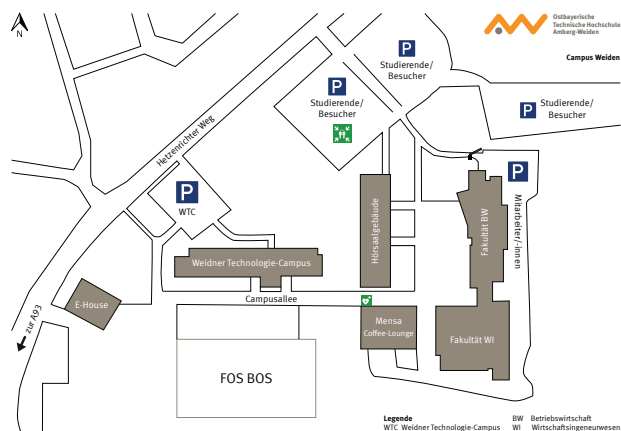 N
Ostbayerische
Technische Hochschule
Amberg-Weiden
Campus Weiden
P
Studierende/
Besucher
P
Studierende/
Besucher
P
Studierende/
Besucher
Hetzenrichter Weg
P
WTC
P
Mitarbeiter/-innen
Hörsaalgebäude
Fakultät BW
Weidner Technologie-Campus
Campusallee
E-House
zur A93
Mensa
Coffee-Lounge
Fakultät WI
FOS BOS
Legende
BW Betriebswirtschaft
WTC Weidner Technologie-Campus
WI Wirtschaftsingeneurwesen